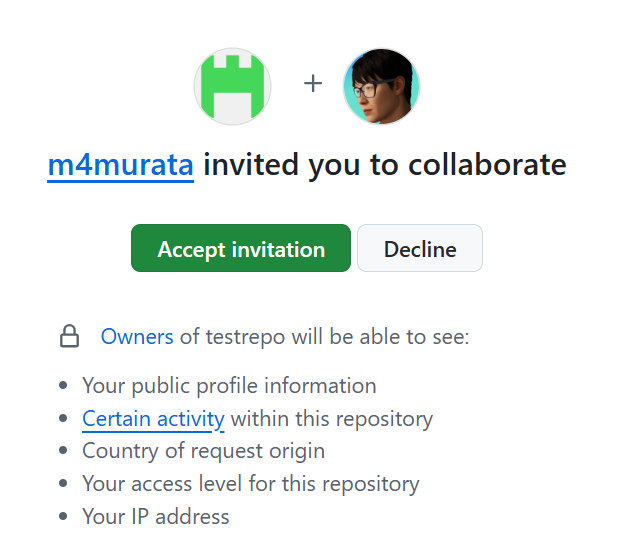 +
m4murata invited you to collaborate
Accept invitation Decline
Owners of testrepo will be able to see:
Your public profile information
Certain activity within this repository
Country of request origin
Your access level for this repository
Your IP address